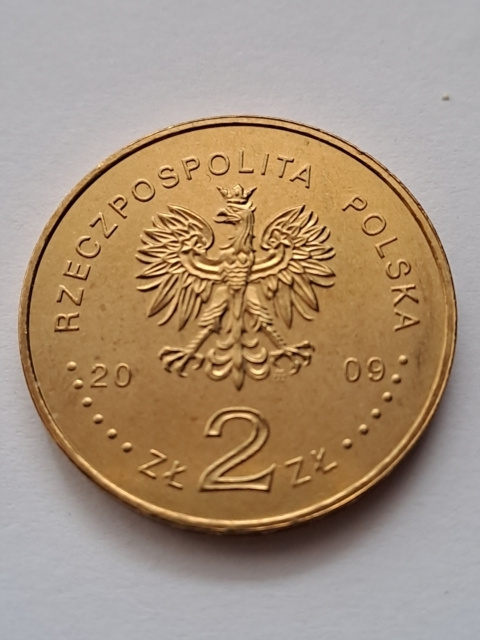 RZECZPOSPOLITA POLSKA
20 09
ZŁ 2 ZŁ